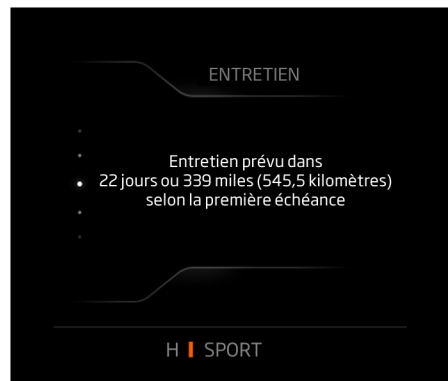 ENTRETIEN
Entretien prévu dans
22 jours ou 339 miles (545,5 kilomètres)
selon la première échéance
H SPORT